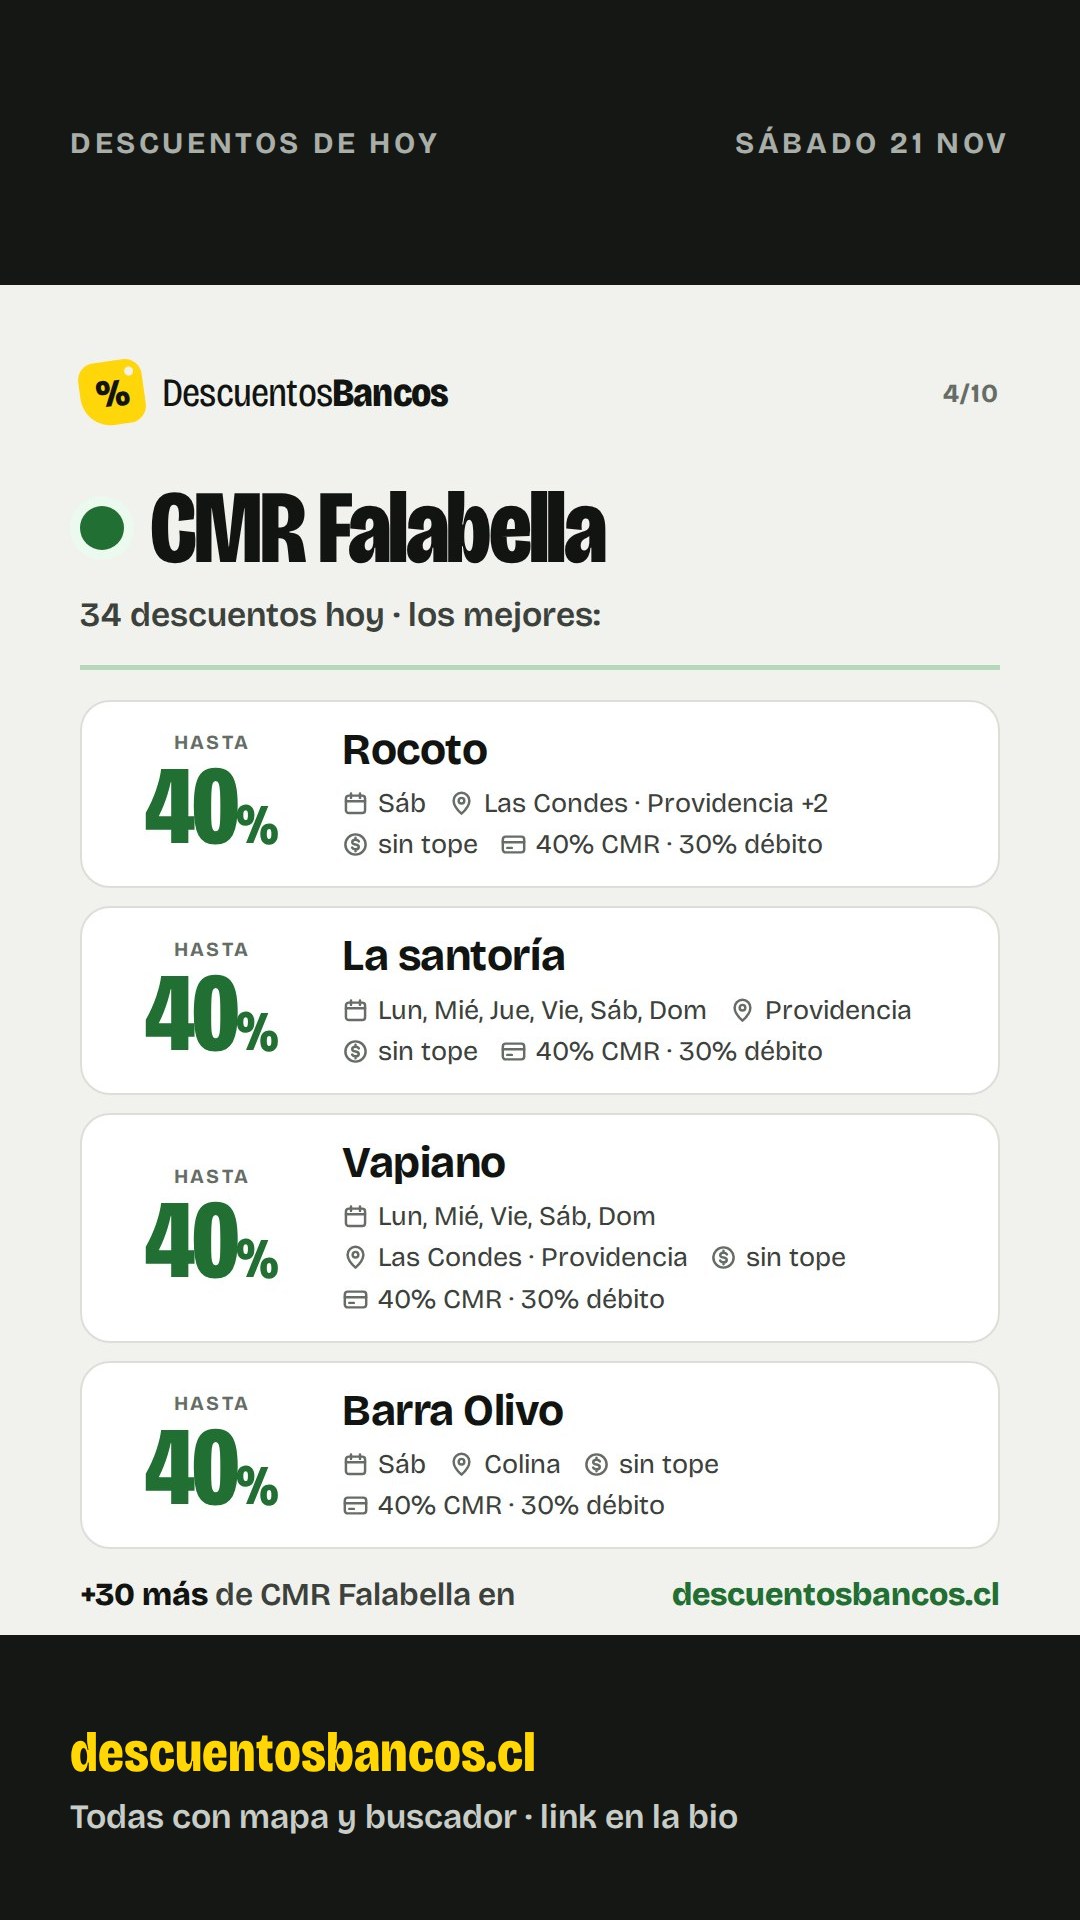 DESCUENTOS DE HOY
SÁBADO 21 NOV
% DescuentosBancos
4/10
CMR Falabella
34 descuentos hoy · los mejores:
HASTA
40%
Rocoto
Sáb Las Condes · Providencia +2
sin tope 40% CMR · 30% débito
HASTA
40%
La santoría
Lun, Mié, Jue, Vie, Sáb, Dom Providencia
sin tope 40% CMR · 30% débito
HASTA
40%
Vapiano
Lun, Mié, Vie, Sáb, Dom
Las Condes · Providencia sin tope
40% CMR · 30% débito
HASTA
40%
Barra Olivo
Sáb Colina sin tope
40% CMR · 30% débito
+30 más de CMR Falabella en
descuentosbancos.cl
descuentosbancos.cl
Todas con mapa y buscador · link en la bio